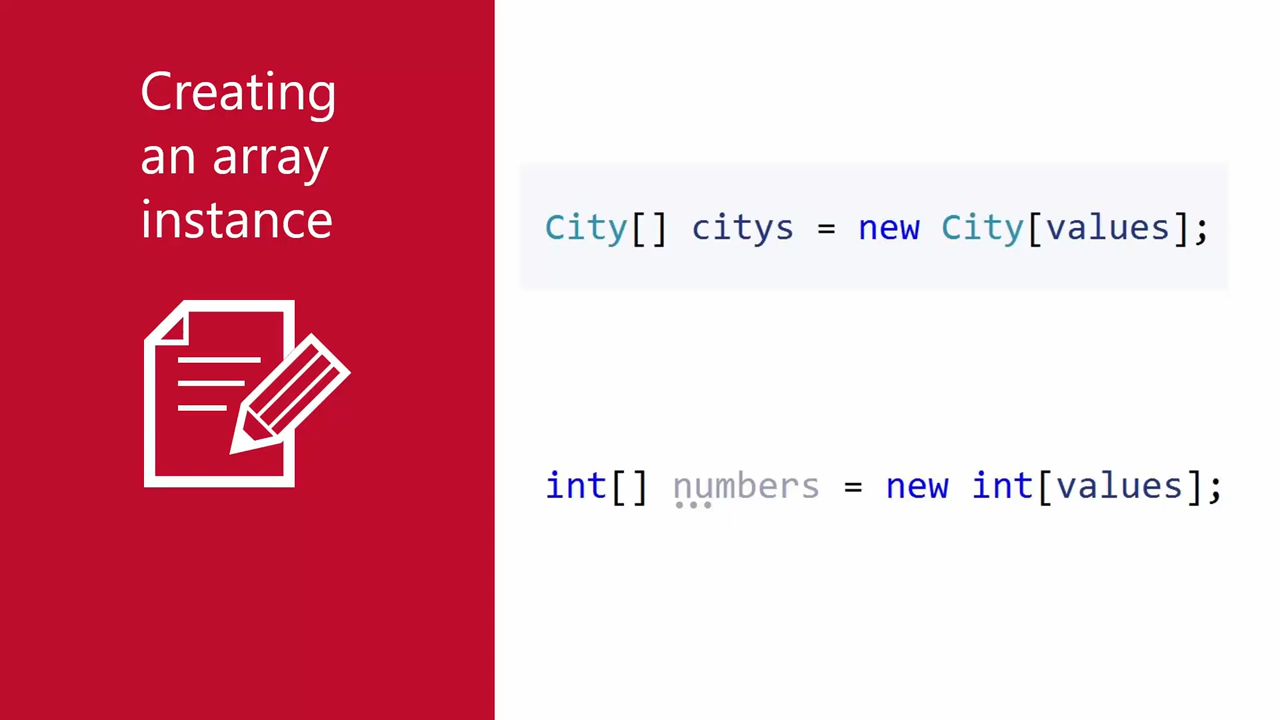 Creating
an array
instance
City[] citys = new City[values];
int[] numbers = new int[values];